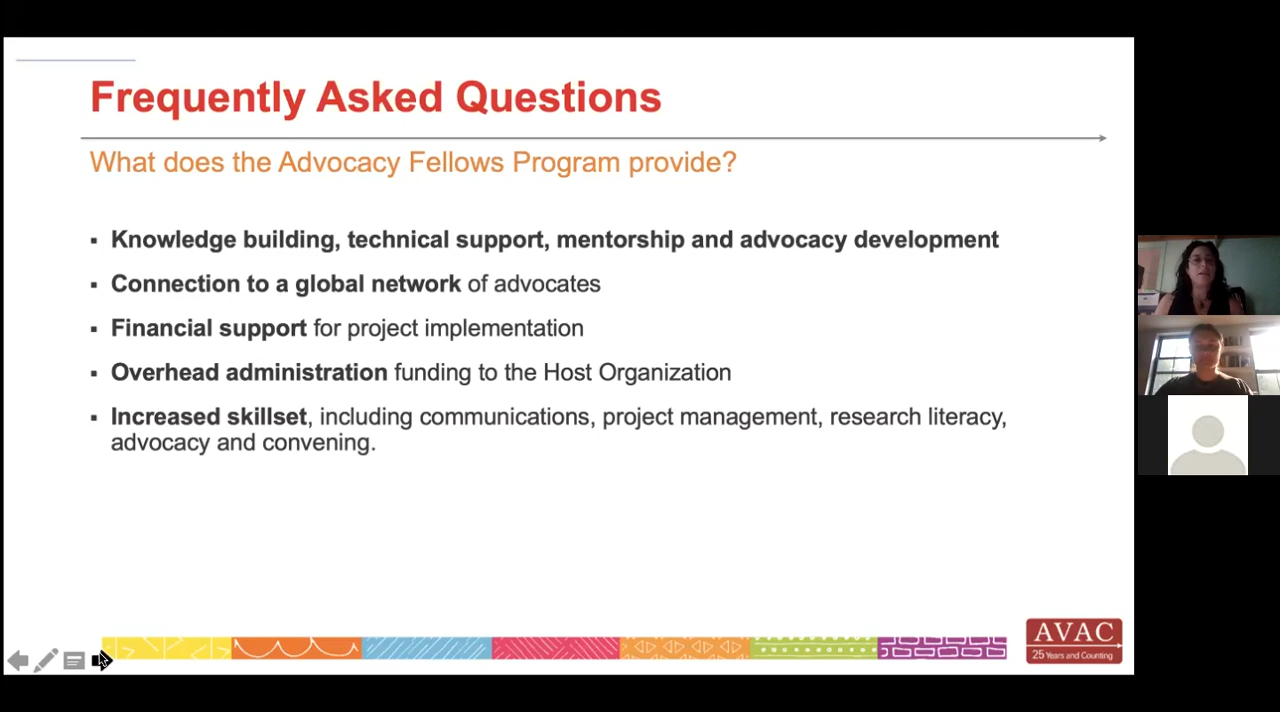 Frequently Asked Questions
What does the Advocacy Fellows Program provide?
▪ Knowledge building, technical support, mentorship and advocacy development
▪ Connection to a global network of advocates
▪ Financial support for project implementation
▪ Overhead administration funding to the Host Organization
▪ Increased skillset, including communications, project management, research literacy,
advocacy and convening.
AVAC
25 Years and Counting